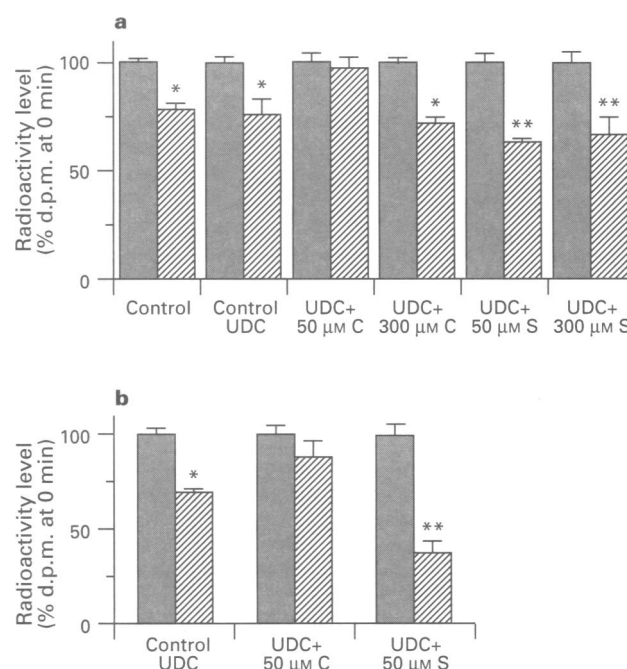 a
Radioactivity level
(% d.p.m. at 0 min)
100
50
0
* * * ** **
Control
Control
UDC
UDC+
50 μM C
UDC+
300 μM C
UDC+
50 μM S
UDC+
300 μM S
b
Radioactivity level
(% d.p.m. at 0 min)
100
50
0
* **
Control
UDC
UDC+
50 μM C
UDC+
50 μM S